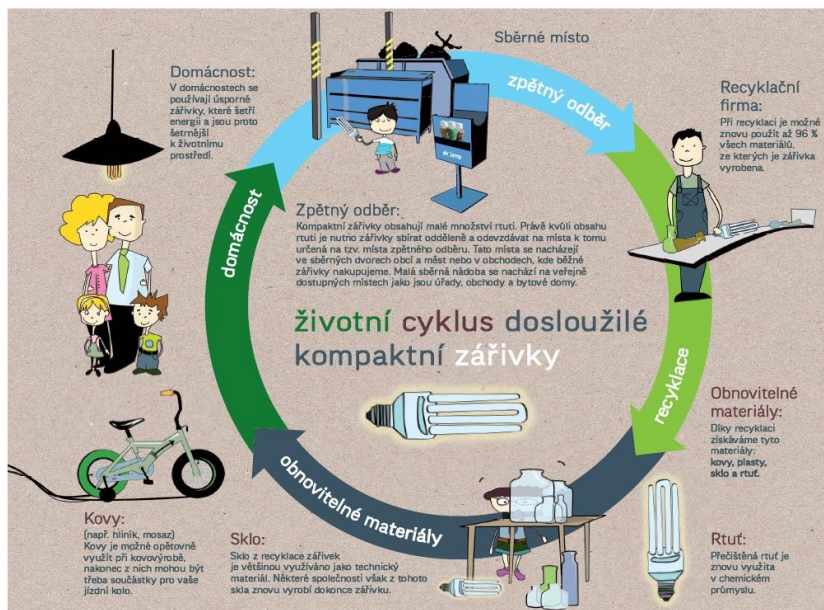 Sběrné místo
zpětný odběr
Domácnost:
V domácnostech se
používají úsporné
zářivky, které šetří
energii a jsou proto
šetrnější
k životnímu
prostředí.
Recyklační
firma:
Při recyklaci je možné
znovu použít až 96 %
všech materiálů,
ze kterých je zářivka
vyrobena.
domácnost
Zpětný odběr:
Kompaktní zářivky obsahují malé množství rtuti. Právě kvůli obsahu
rtuti je nutno zářivky sbírat odděleně a odevzdávat na místa k tomu
určená na tzv. místa zpětného odběru. Tato místa se nacházejí
ve sběrných dvorech obcí a měst nebo v obchodech, kde běžné
zářivky nakupujeme. Malá sběrná nádoba se nachází na veřejně
dostupných místech jako jsou úřady, obchody a bytové domy.
životní cyklus dosloužilé
kompaktní zářivky
recyklace
Obnovitelné
materiály:
Díky recyklaci
získáváme tyto
materiály:
kovy, plasty,
sklo a rtuť.
obnovitelné materiály
Kovy:
(např. hliník, mosaz)
Kovy je možné opětovně
využít při kovovýrobě,
nakonec z nich mohou být
třeba součástky pro vaše
jízdní kolo.
Sklo:
Sklo z recyklace zářivek
je většinou využíváno jako technický
materiál. Některé společnosti však z tohoto
skla znovu vyrobí dokonce zářivku.
Rtuť:
Přečištěná rtuť je
znovu využita
v chemickém
průmyslu.